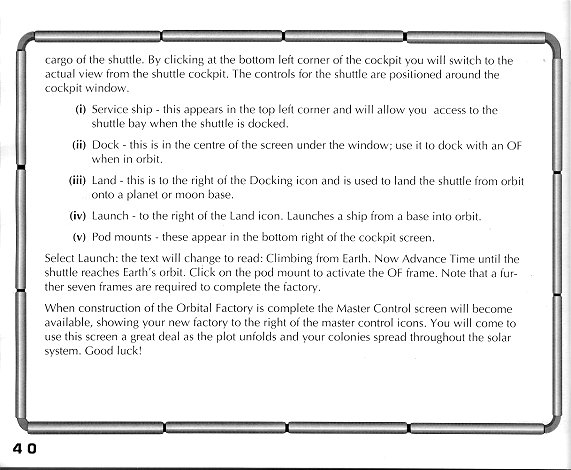 cargo of the shuttle. By clicking at the bottom left corner of the cockpit you will switch to the
actual view from the shuttle cockpit. The controls for the shuttle are positioned around the
cockpit window.
(i) Service ship - this appears in the top left corner and will allow you access to the
shuttle bay when the shuttle is docked.
(ii) Dock - this is in the centre of the screen under the window; use it to dock with an OF
when in orbit.
(iii) Land - this is to the right of the Docking icon and is used to land the shuttle from orbit
onto a planet or moon base.
(iv) Launch - to the right of the Land icon. Launches a ship from a base into orbit.
(v) Pod mounts - these appear in the bottom right of the cockpit screen.
Select Launch: the text will change to read: Climbing from Earth. Now Advance Time until the
shuttle reaches Earth's orbit. Click on the pod mount to activate the OF frame. Note that a fur-
ther seven frames are required to complete the factory.
When construction of the Orbital Factory is complete the Master Control screen will become
available, showing your new factory to the right of the master control icons. You will come to
use this screen a great deal as the plot unfolds and your colonies spread throughout the solar
system. Good luck!
40